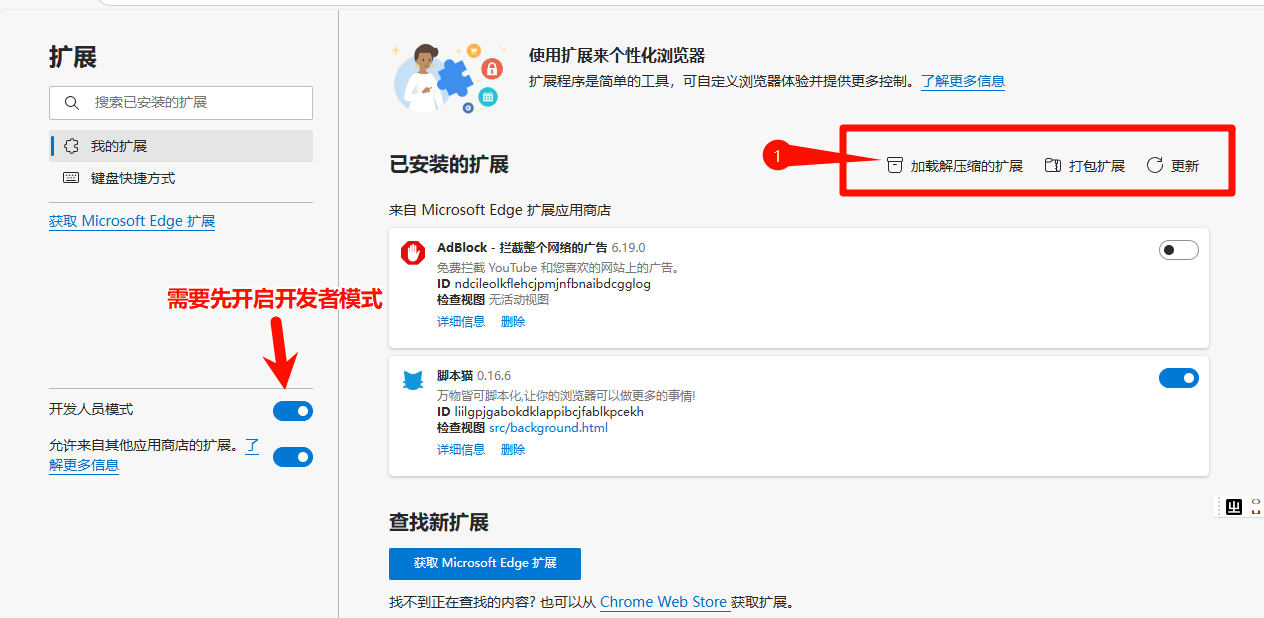 扩展
搜索已安装的扩展
我的扩展
键盘快捷方式
获取 Microsoft Edge 扩展
需要先开启开发者模式
开发人员模式
允许来自其他应用商店的扩展。了
解更多信息
使用扩展来个性化浏览器
扩展程序是简单的工具，可自定义浏览器体验并提供更多控制。了解更多信息
1
已安装的扩展
加载解压缩的扩展 打包扩展 更新
来自 Microsoft Edge 扩展应用商店
AdBlock - 拦截整个网络的广告 6.19.0
免费拦截 YouTube 和您喜欢的网站上的广告。
ID ndcileolkflehcjpmjnfbnaibdcgglog
检查视图 无活动视图
详细信息 删除
脚本猫 0.16.6
万物皆可脚本化,让你的浏览器可以做更多的事情!
ID liilgpjgabokdklappibcjfablkpcekh
检查视图 src/background.html
详细信息 删除
查找新扩展
获取 Microsoft Edge 扩展
找不到正在查找的内容? 也可以从 Chrome Web Store 获取扩展。